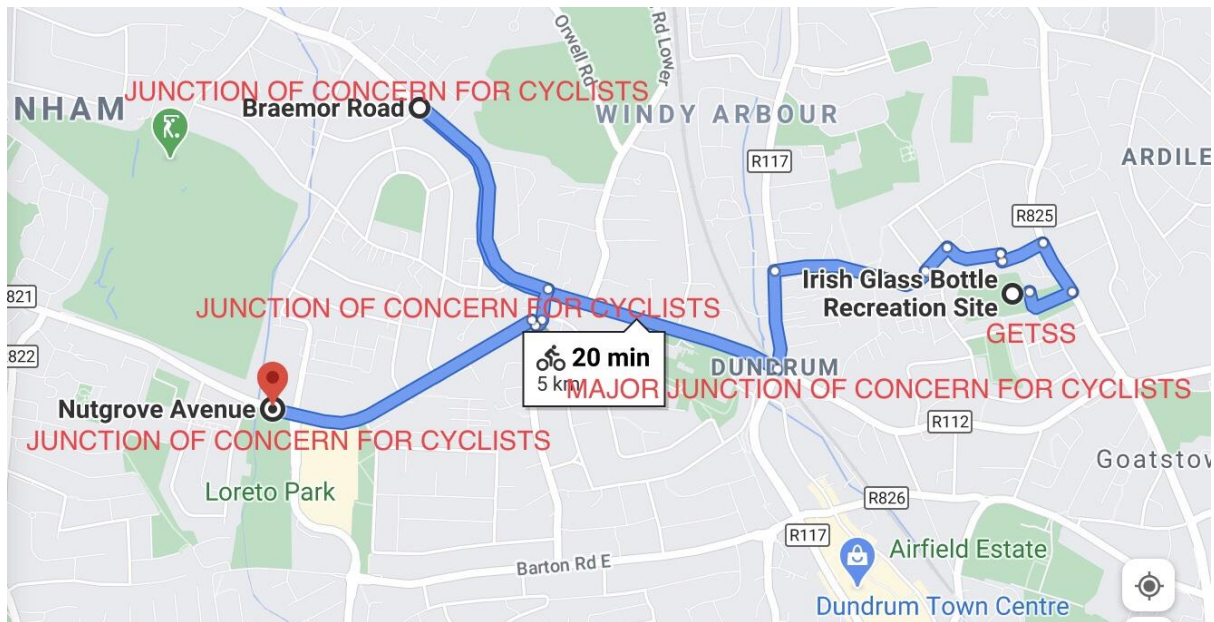 Orwell Rd
d Rd Lower
JUNCTION OF CONCERN FOR CYCLISTS
NHAM
Braemor Road
WINDY ARBOUR
R117
ARDILE
R825
Irish Glass Bottle
Recreation Site
821
JUNCTION OF CONCERN FOR CYCLISTS
GETSS
822
20 min
5 km
DUNDRUM
MAJOR JUNCTION OF CONCERN FOR CYCLISTS
Nutgrove Avenue
R112
JUNCTION OF CONCERN FOR CYCLISTS
Goatstow
Loreto Park
R826
R117
Airfield Estate
Barton Rd E
Dundrum Town Centre